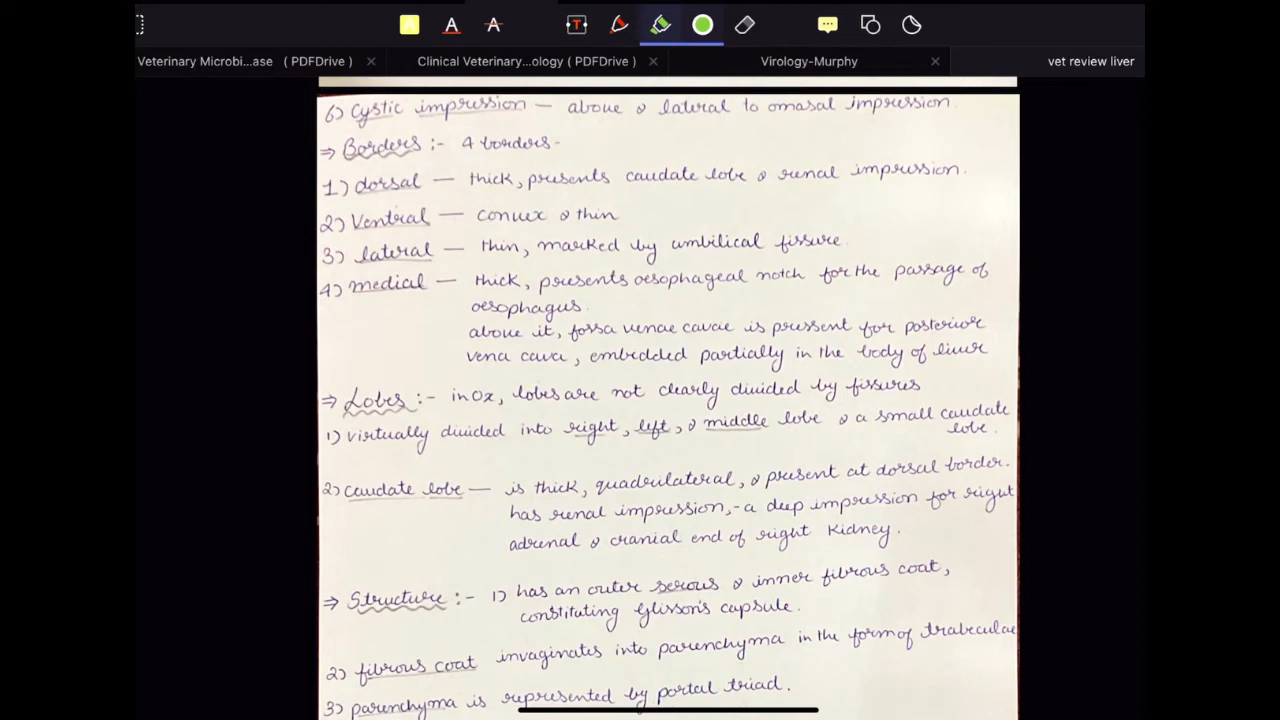 A A A T
Veterinary Microbi...ase ( PDFDrive ) × Clinical Veterinary...ology ( PDFDrive ) × Virology-Murphy × vet review liver
6) Cystic impression — above & lateral to omasal impression.
⇒ Borders :- 4 borders-
1) dorsal — thick, presents caudate lobe & renal impression.
2) Ventral — convex & thin
3) lateral — thin, marked by umbilical fissure.
4) medial — thick, presents oesophageal notch for the passage of
oesophagus.
above it, fossa venae cavae is pressent for posterior
vena cava, embedded partially in the body of liver
⇒ Lobes :- in Ox, lobes are not clearly divided by fissures
1) virtually divided into right, left, & middle lobe & a small caudate
lobe.
2) caudate lobe — is thick, quadrilateral, & present at dorsal border.
has renal impression,- a deep impression for right
adrenal & cranial end of right Kidney.
⇒ Structure :- 1) has an outer serous & inner fibrous coat,
constituting Glisson's capsule.
2) fibrous coat invaginates into parenchyma in the form of trabeculae
3) parenchyma is represented by portal triad.